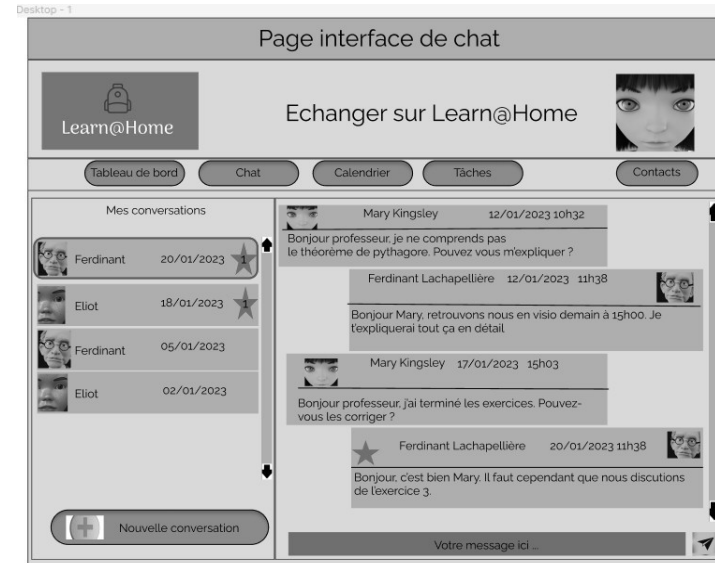 Desktop - 1
Page interface de chat
Learn@Home
Echanger sur Learn@Home
Tableau de bord
Chat
Calendrier
Tâches
Contacts
Mes conversations
Ferdinant 20/01/2023 1
Eliot 18/01/2023 1
Ferdinant 05/01/2023
Eliot 02/01/2023
Nouvelle conversation
Mary Kingsley 12/01/2023 10h32
Bonjour professeur, je ne comprends pas
le théorème de pythagore. Pouvez vous m'expliquer ?
Ferdinant Lachapellière 12/01/2023 11h38
Bonjour Mary, retrouvons nous en visio demain à 15h00. Je
t'expliquerai tout ça en détail
Mary Kingsley 17/01/2023 15h03
Bonjour professeur, j'ai terminé les exercices. Pouvez-
vous les corriger ?
Ferdinant Lachapellière 20/01/2023 11h38
Bonjour, c'est bien Mary. Il faut cependant que nous discutions
de l'exercice 3.
Votre message ici ...